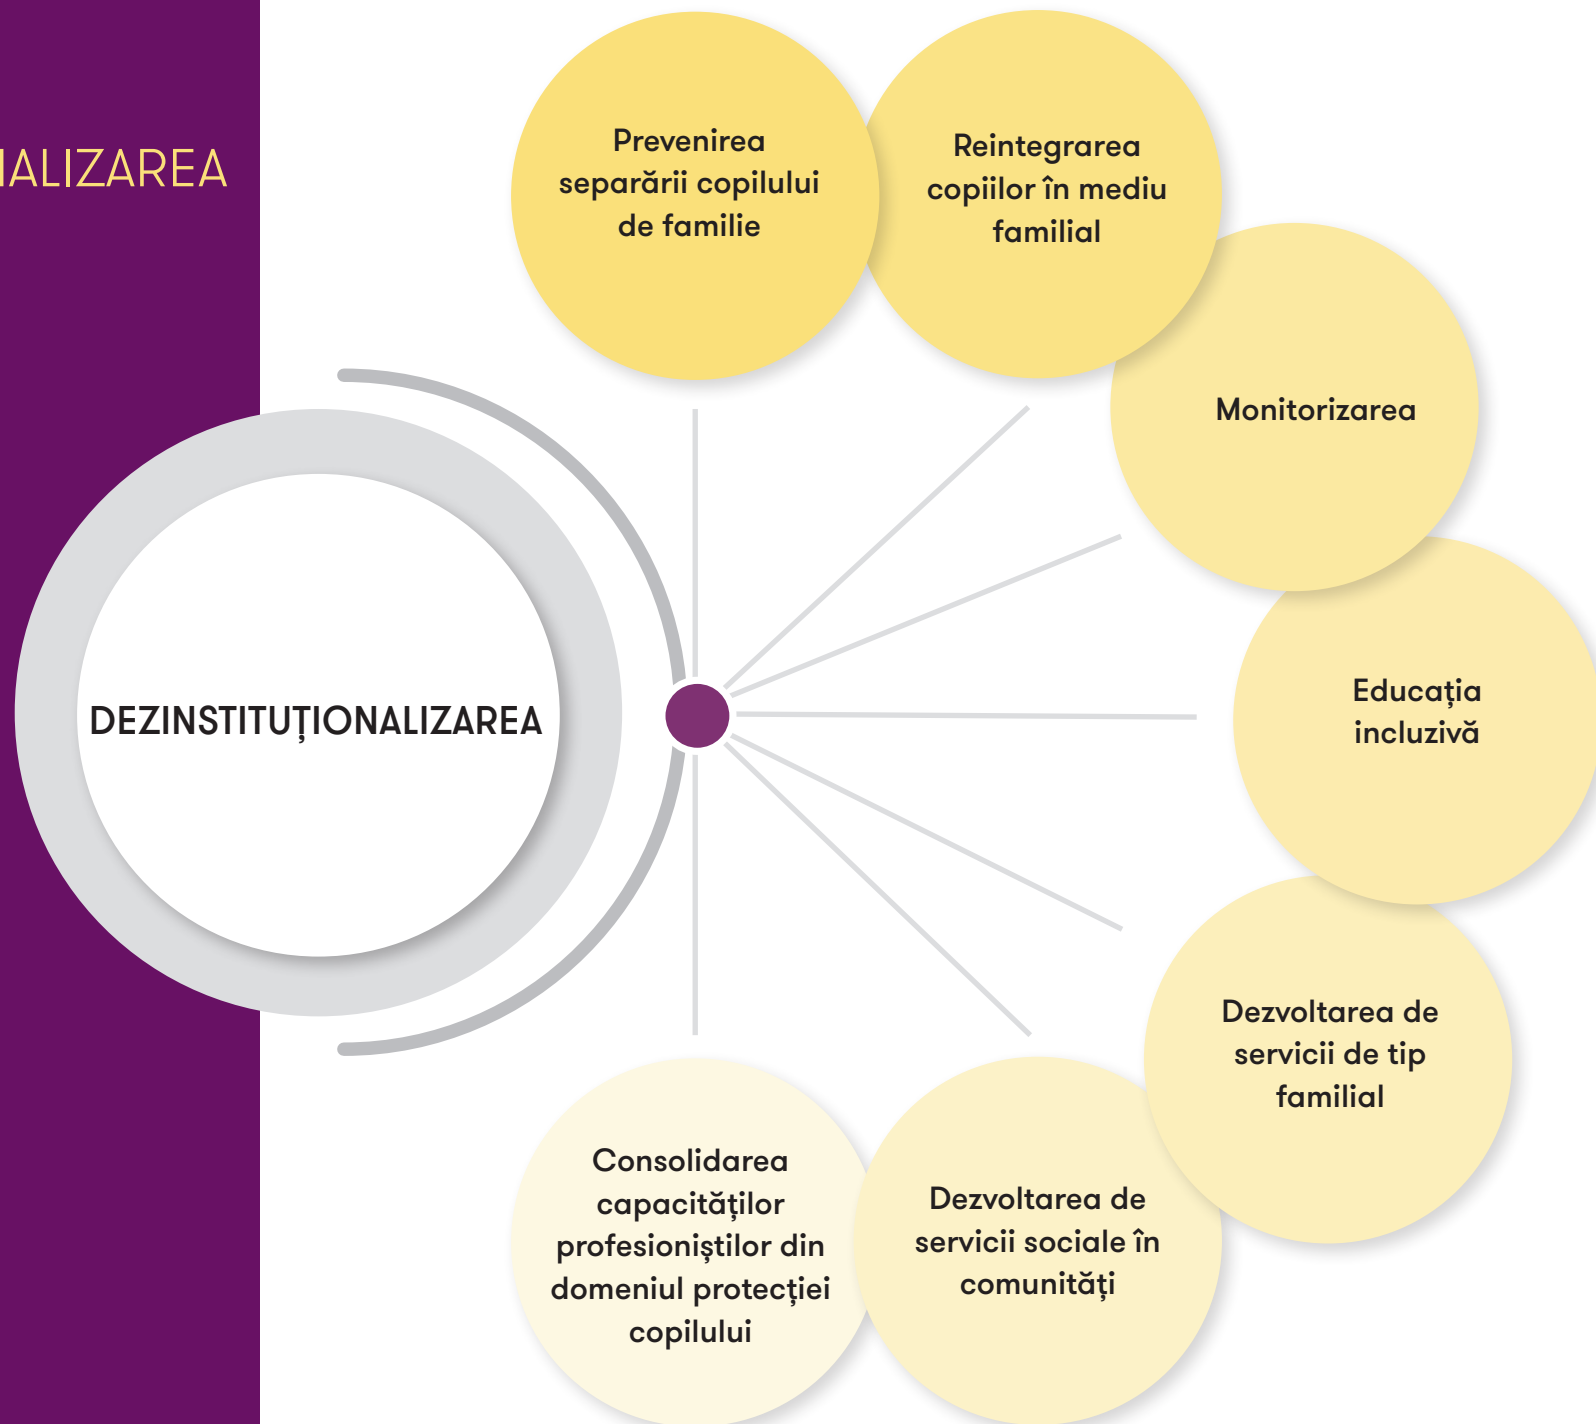 NALIZAREA
Prevenirea
separării copilului
de familie
Reintegrarea
copiilor în mediu
familial
Monitorizarea
Educația
incluzivă
DEZINSTITUȚIONALIZAREA
Dezvoltarea de
servicii de tip
familial
Dezvoltarea de
servicii sociale în
comunități
Consolidarea
capacităților
profesioniștilor din
domeniul protecției
copilului